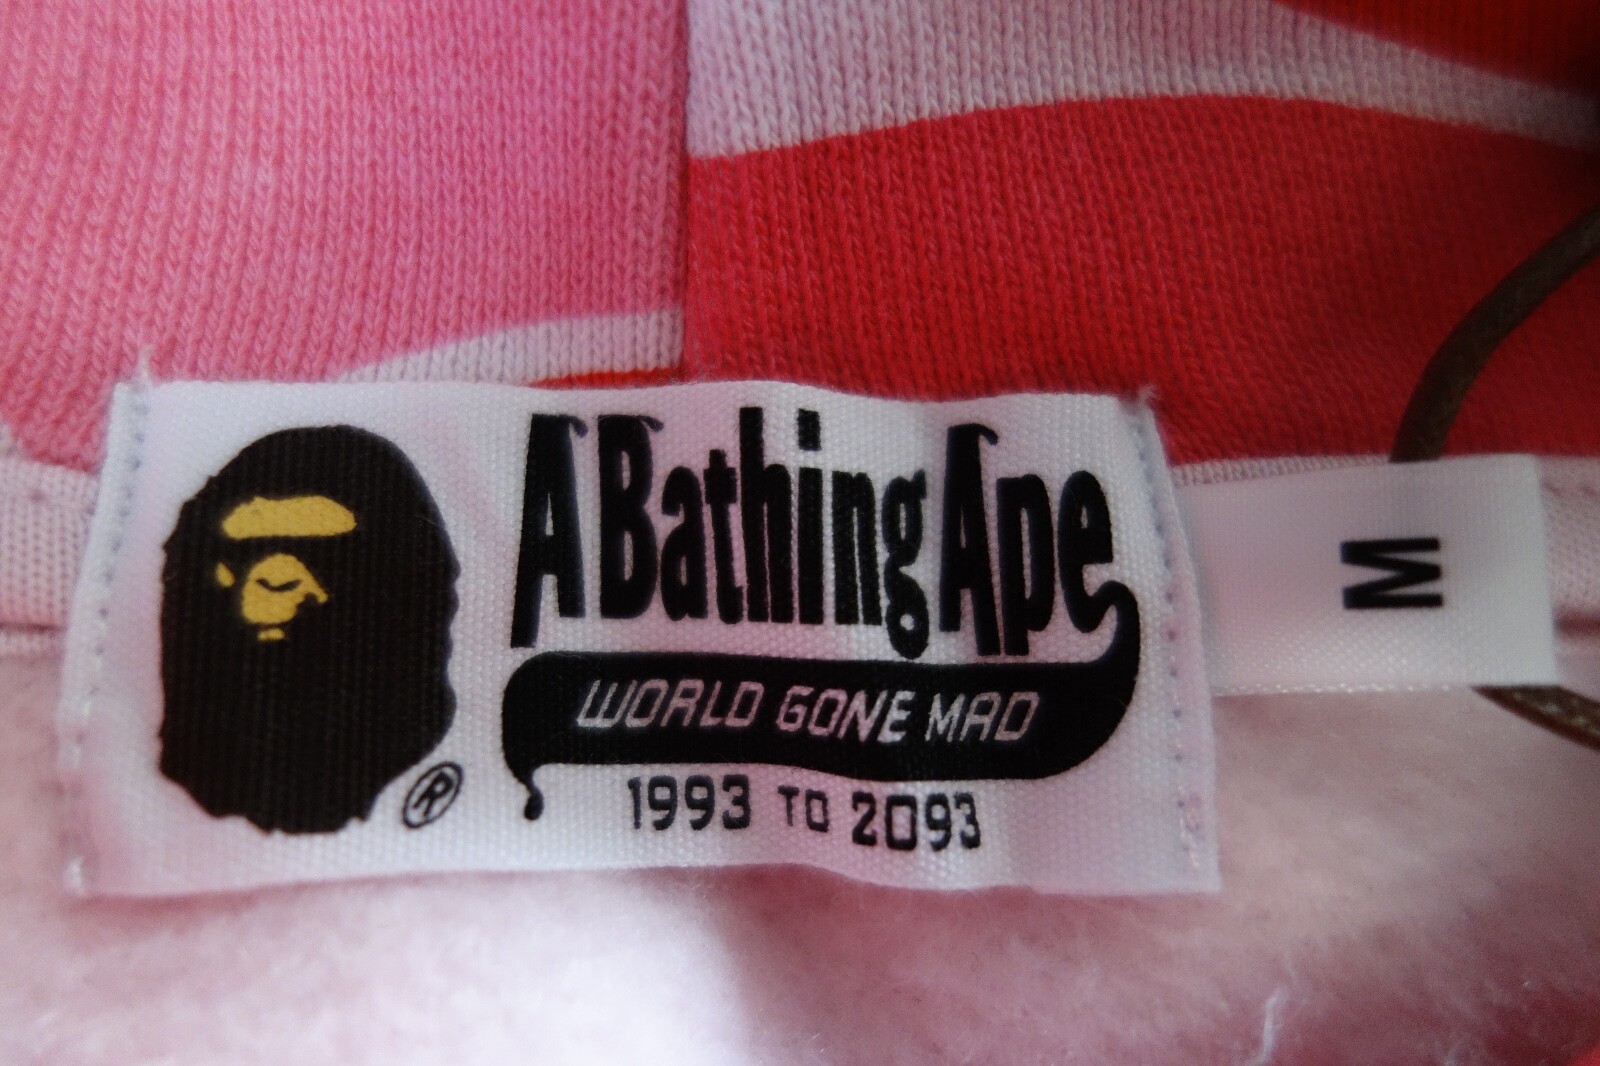 A Bathing Ape
WORLD GONE MAD
1993 TO 2093
®
M